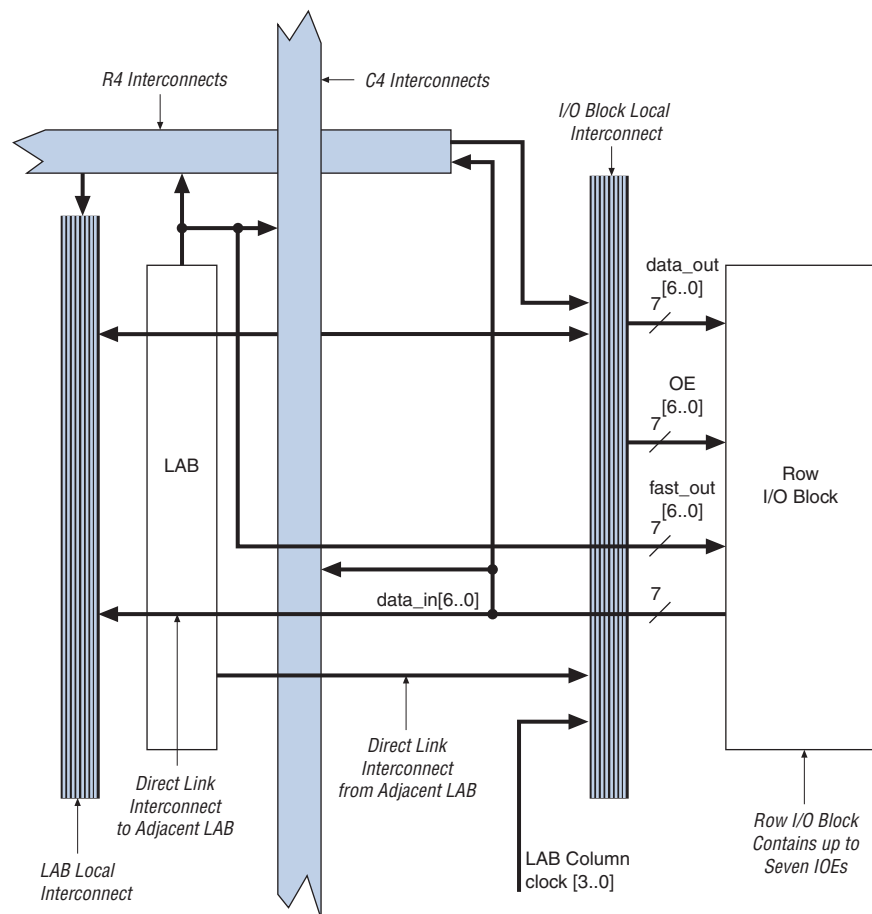 R4 Interconnects
C4 Interconnects
I/O Block Local
Interconnect
data_out
[6..0]
7
OE
[6..0]
7
LAB
Row
I/O Block
fast_out
[6..0]
7
data_in[6..0]
7
Direct Link
Interconnect
to Adjacent LAB
Direct Link
Interconnect
from Adjacent LAB
LAB Local
Interconnect
LAB Column
clock [3..0]
Row I/O Block
Contains up to
Seven IOEs